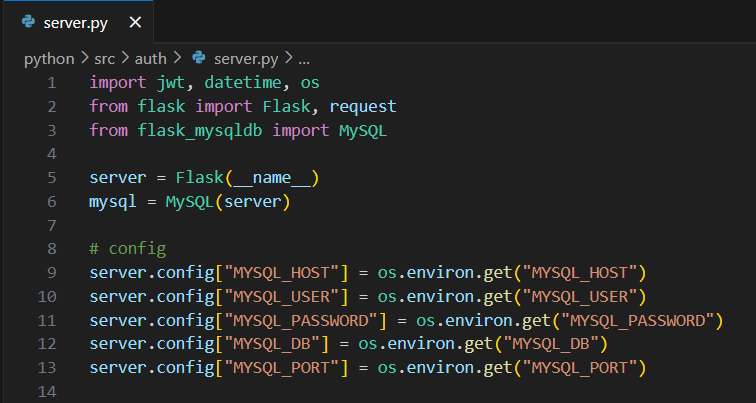 server.py ×
python > src > auth > server.py > ...
1 import jwt, datetime, os
2 from flask import Flask, request
3 from flask_mysqldb import MySQL
4
5 server = Flask(__name__)
6 mysql = MySQL(server)
7
8 # config
9 server.config["MYSQL_HOST"] = os.environ.get("MYSQL_HOST")
10 server.config["MYSQL_USER"] = os.environ.get("MYSQL_USER")
11 server.config["MYSQL_PASSWORD"] = os.environ.get("MYSQL_PASSWORD")
12 server.config["MYSQL_DB"] = os.environ.get("MYSQL_DB")
13 server.config["MYSQL_PORT"] = os.environ.get("MYSQL_PORT")
14